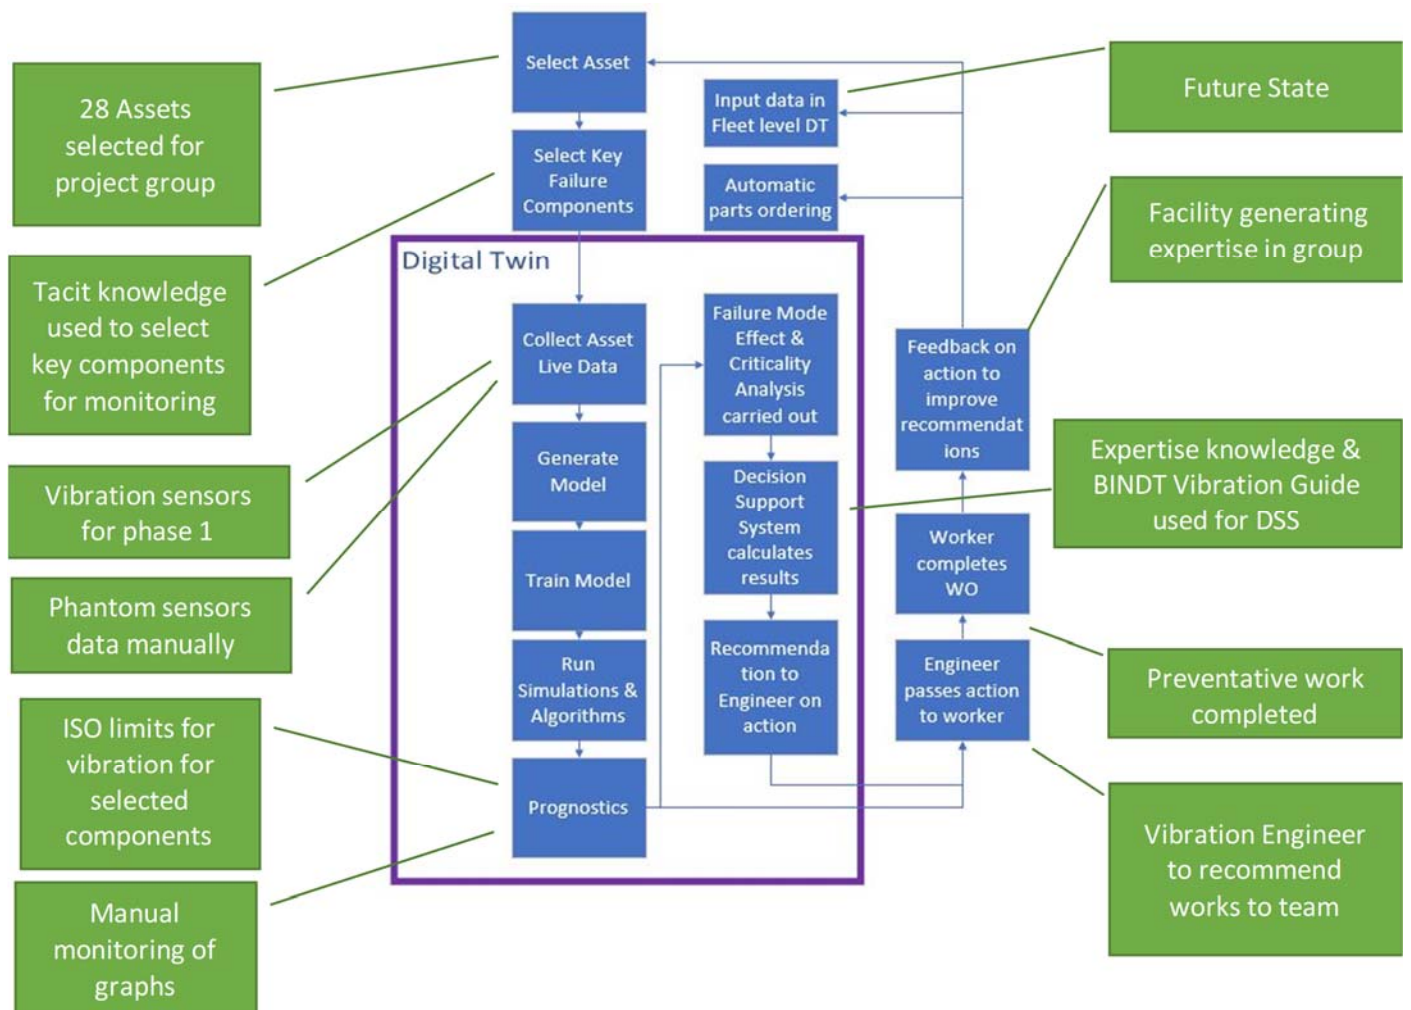 28 Assets
selected for
project group
Tacit knowledge
used to select
key components
for monitoring
Vibration sensors
for phase 1
Phantom sensors
data manually
ISO limits for
vibration for
selected
components
Manual
monitoring of
graphs
Select Asset
Select Key
Failure
Components
Digital Twin
Collect Asset
Live Data
Generate
Model
Train Model
Run
Simulations &
Algorithms
Prognostics
Input data in
Fleet level DT
Automatic
parts ordering
Failure Mode
Effect &
Criticality
Analysis
carried out
Decision
Support
System
calculates
results
Recommenda
tion to
Engineer on
action
Feedback on
action to
improve
recommendat
ions
Worker
completes
WO
Engineer
passes action
to worker
Future State
Facility generating
expertise in group
Expertise knowledge &
BINDT Vibration Guide
used for DSS
Preventative work
completed
Vibration Engineer
to recommend
works to team